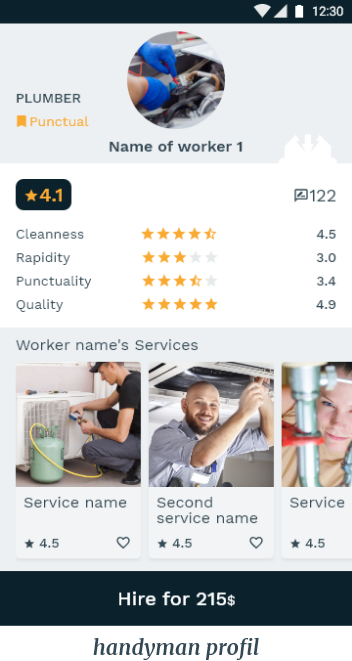 12:30
PLUMBER
Punctual
Name of worker 1
4.1
122
Cleanness 4.5
Rapidity 3.0
Punctuality 3.4
Quality 4.9
Worker name's Services
Service name
4.5
Second
service name
4.5
Service
4.5
Hire for 215$
handyman profil